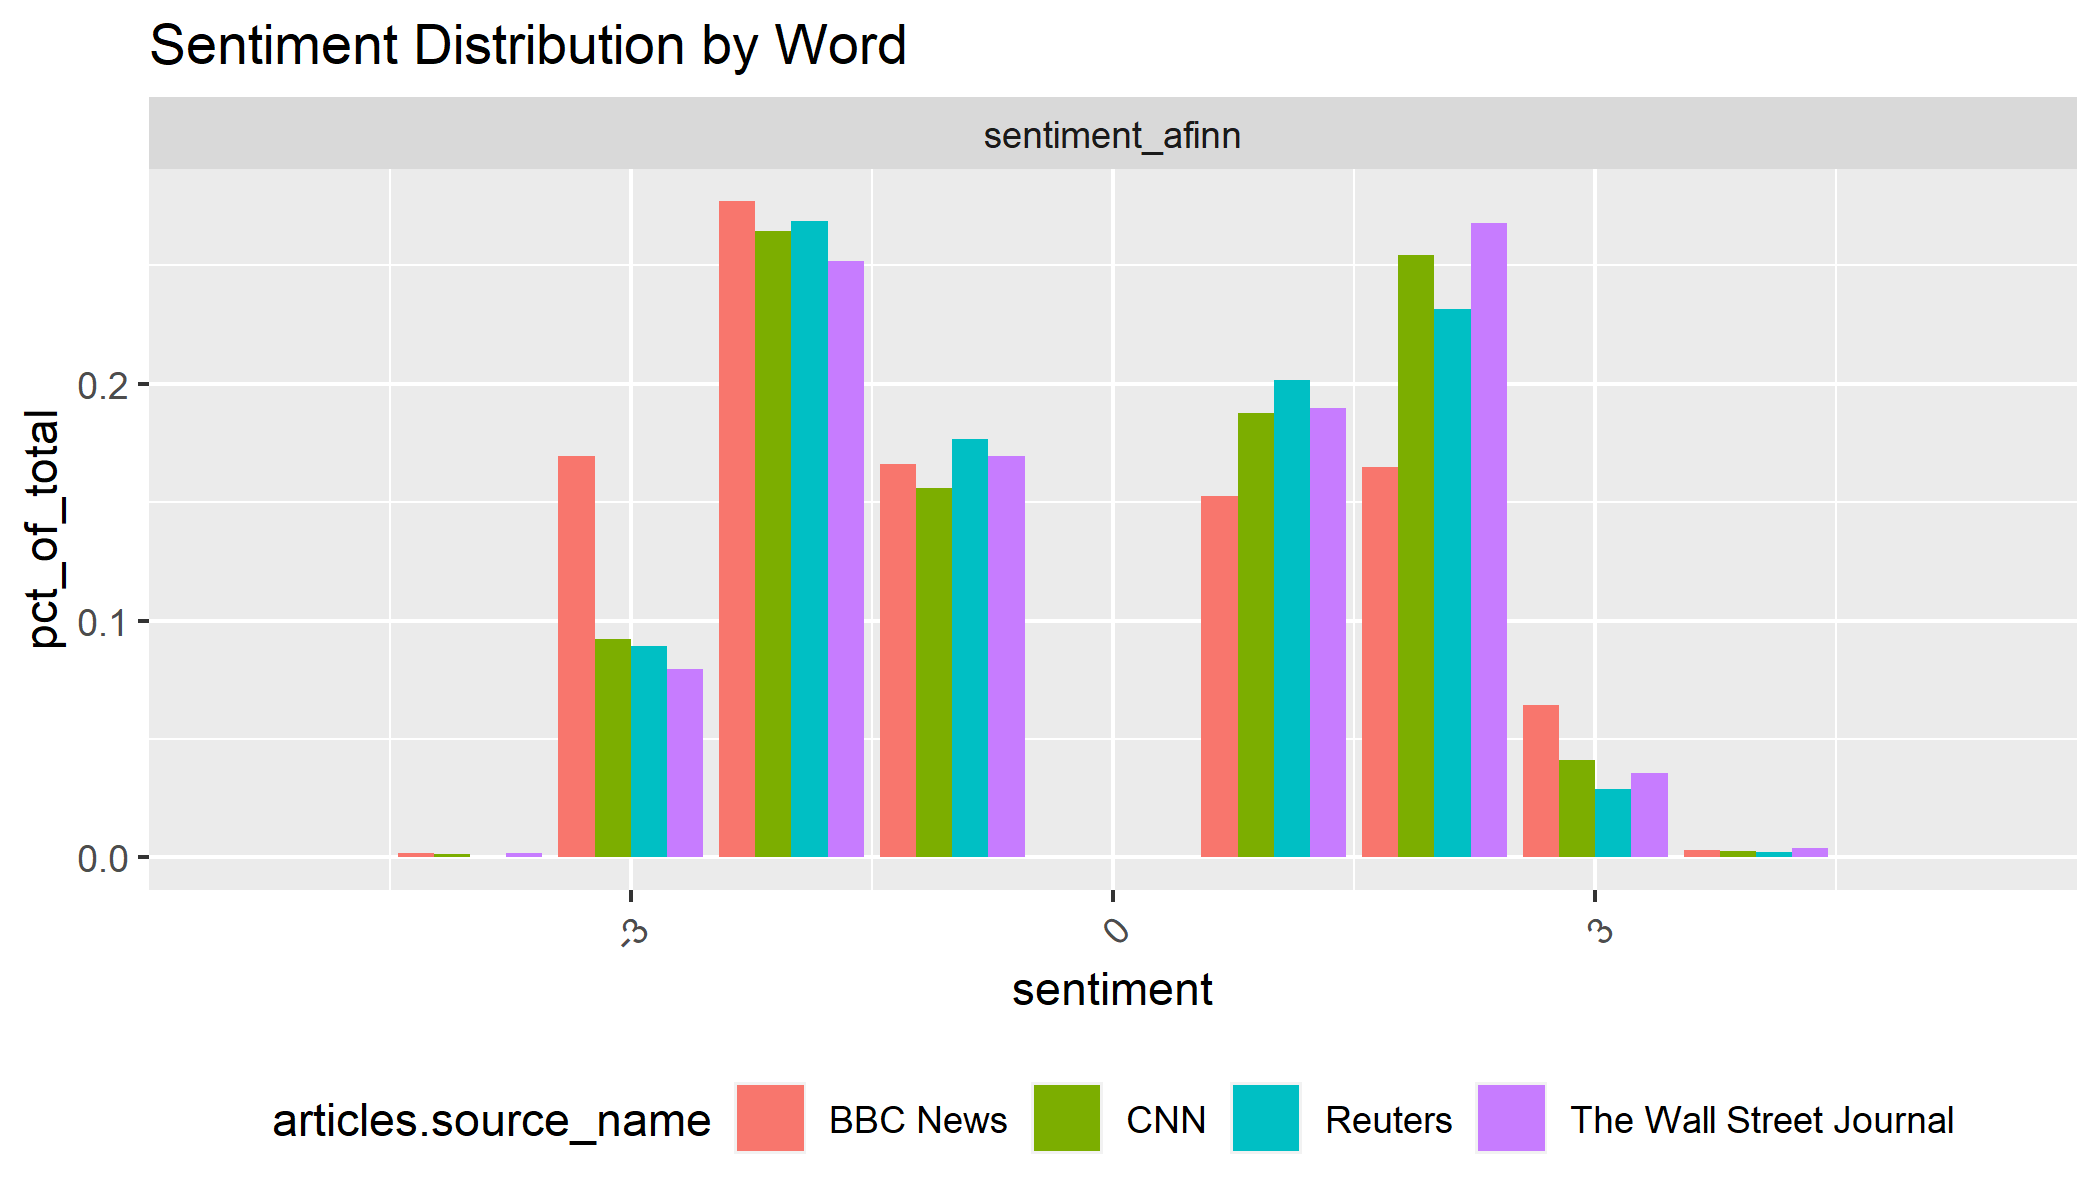 Sentiment Distribution by Word
sentiment_afinn
pct_of_total
0.2
0.1
0.0
-3 0 3
sentiment
articles.source_name BBC News CNN Reuters The Wall Street Journal